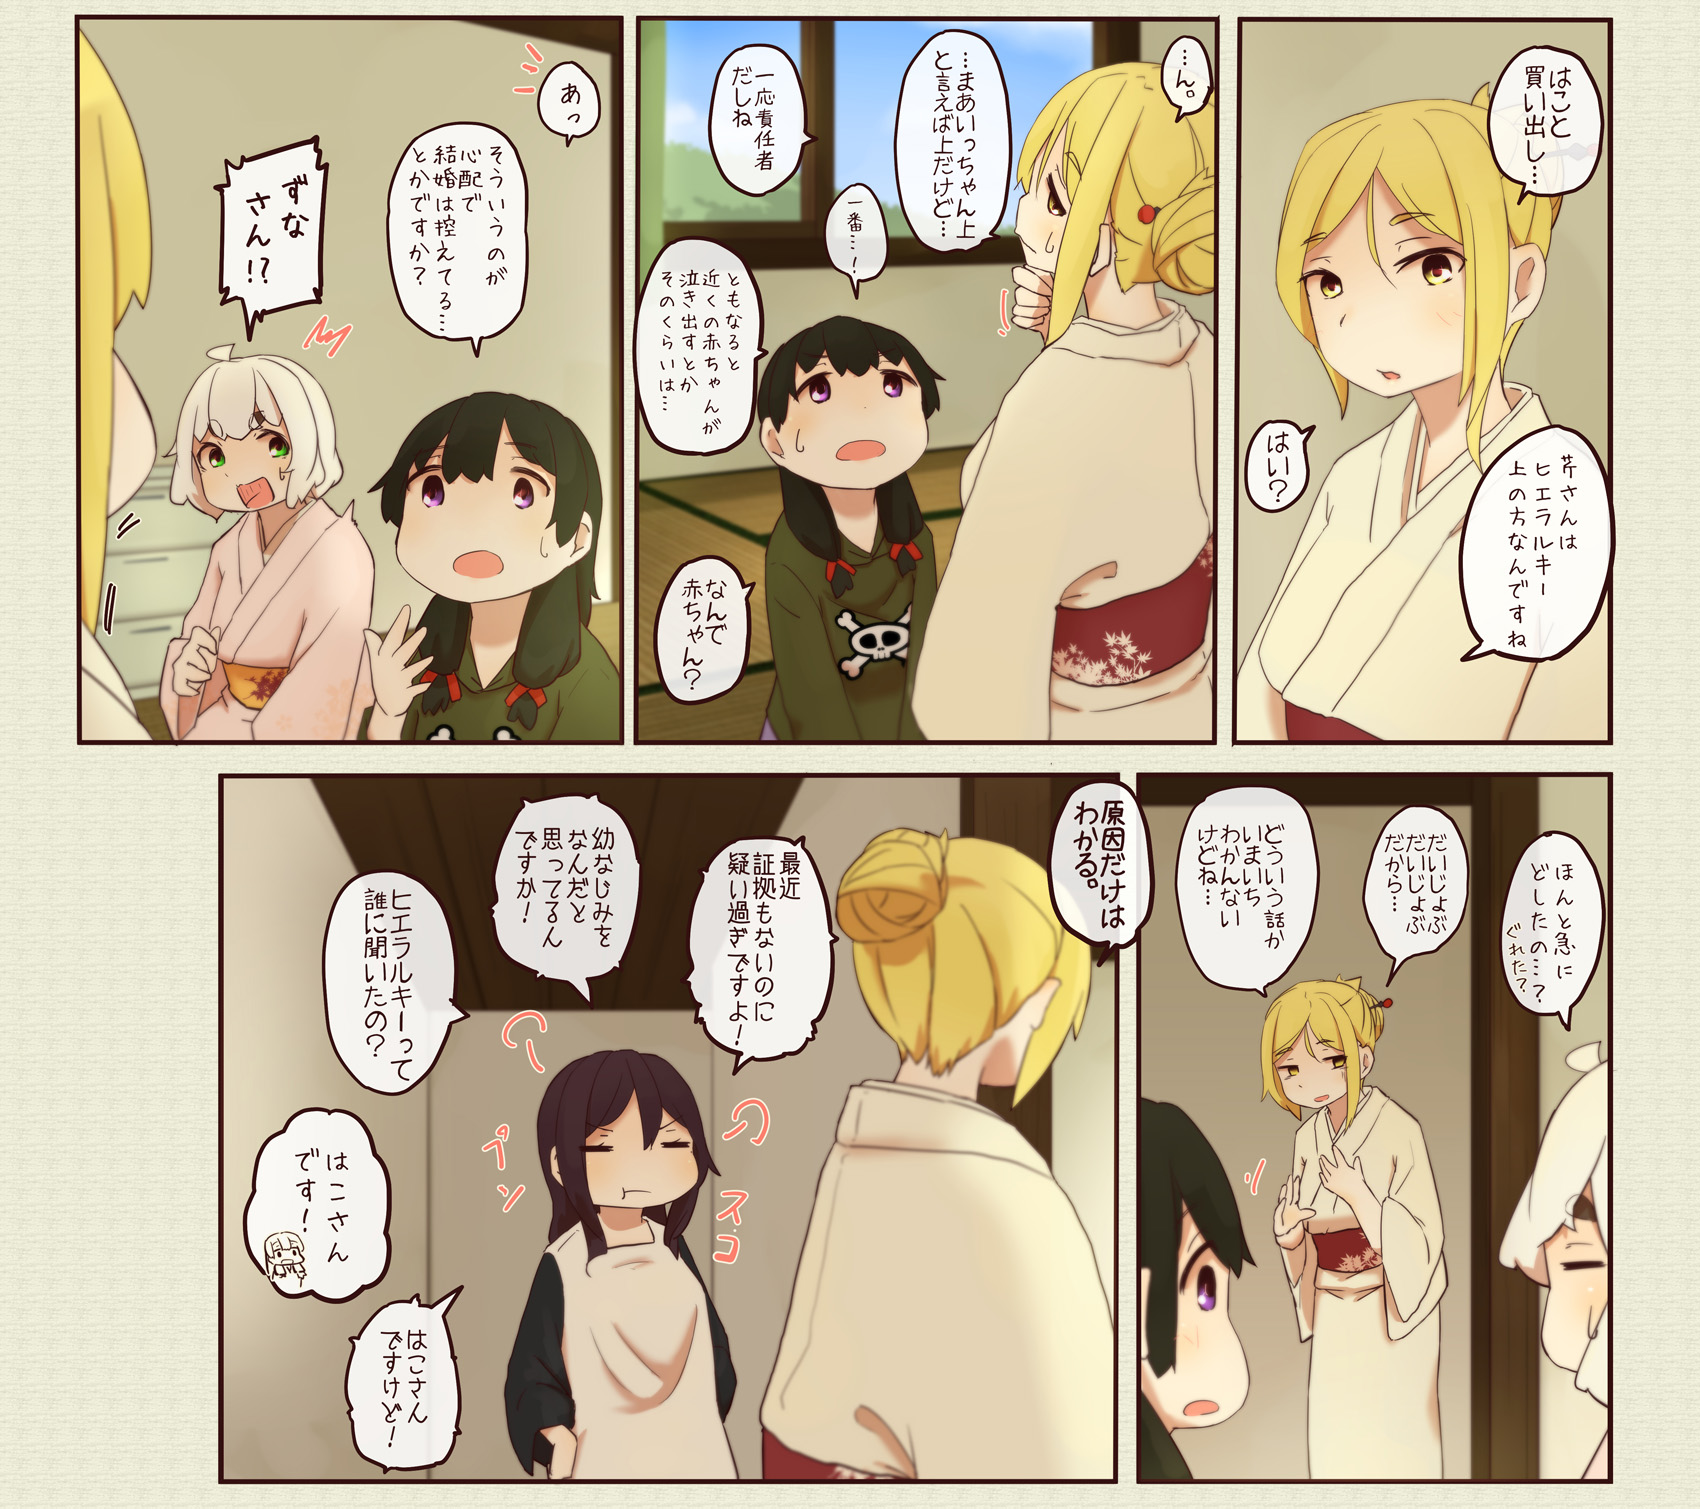 はこと
買い出し…
はい?
芹さんは
ヒエラルキー
上の方なんですね
…ん。
…まあいっちゃん上
と言えば上だけど…
一応責任者
だしね
一番…!
ともなると
近くの赤ちゃんが
泣き出すとか
そのくらいは…
なんで
赤ちゃん?
あっ
そういうのが
心配で
結婚は控えてる…
とかですか?
ずな
さん!?
ほんと急に
どしたの…?
ぐれた?
だいじょぶ
だいじょぶ
だから…
どういう話か
いまいち
わかんない
けどね…
原因だけは
わかる。
最近
証拠もないのに
疑い過ぎですよ!
幼なじみを
なんだと
思ってるん
ですか!
ヒエラルキーって
誰に聞いたの?
はこさん
です!
はこさん
ですけど!
プン
スコ